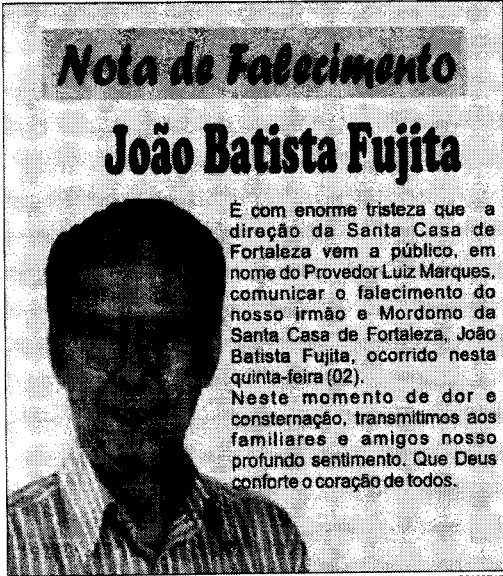 Nota de Falecimento
João Batista Fujita
É com enorme tristeza que a
direção da Santa Casa de
Fortaleza vem a público, em
nome do Provedor Luiz Marques,
comunicar o falecimento do
nosso irmão e Mordomo da
Santa Casa de Fortaleza, João
Batista Fujita, ocorrido nesta
quinta-feira (02).
Neste momento de dor e
consternação, transmitimos aos
familiares e amigos nosso
profundo sentimento. Que Deus
conforte o coração de todos.